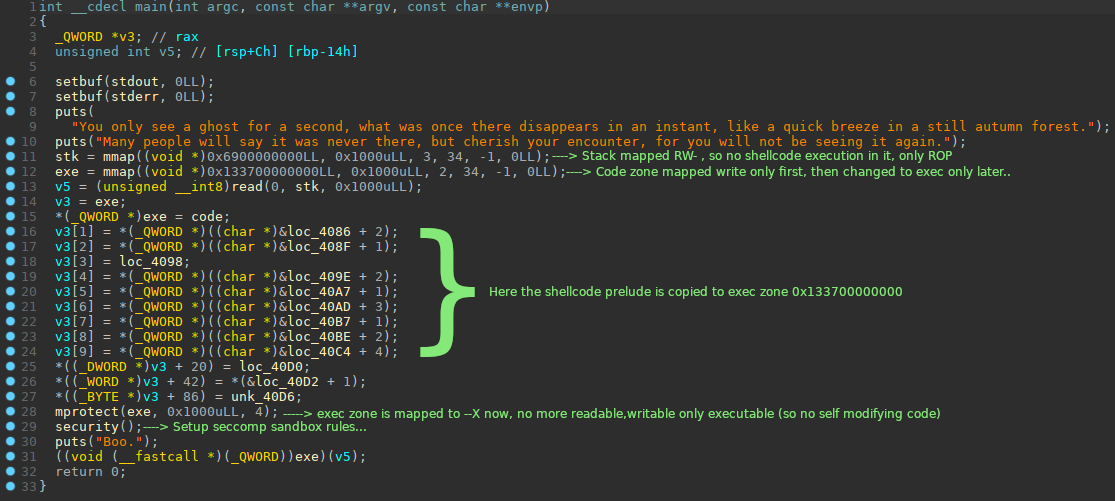 1 int __cdecl main(int argc, const char **argv, const char **envp)
2 {
3 _QWORD *v3; // rax
4 unsigned int v5; // [rsp+Ch] [rbp-14h]
5
6 setbuf(stdout, 0LL);
7 setbuf(stderr, 0LL);
8 puts(
9 "You only see a ghost for a second, what was once there disappears in an instant, like a quick breeze in a still autumn forest.");
10 puts("Many people will say it was never there, but cherish your encounter, for you will not be seeing it again.");
11 stk = mmap((void *)0x6900000000LL, 0x1000uLL, 3, 34, -1, 0LL);----> Stack mapped RW- , so no shellcode execution in it, only ROP
12 exe = mmap((void *)0x133700000000LL, 0x1000uLL, 2, 34, -1, 0LL);----> Code zone mapped write only first, then changed to exec only later..
13 v5 = (unsigned __int8)read(0, stk, 0x1000uLL);
14 v3 = exe;
15 *(_QWORD *)exe = code;
16 v3[1] = *(_QWORD *)((char *)&loc_4086 + 2);
17 v3[2] = *(_QWORD *)((char *)&loc_408F + 1);
18 v3[3] = loc_4098;
19 v3[4] = *(_QWORD *)((char *)&loc_409E + 2);
20 v3[5] = *(_QWORD *)((char *)&loc_40A7 + 1); Here the shellcode prelude is copied to exec zone 0x133700000000
21 v3[6] = *(_QWORD *)((char *)&loc_40AD + 3);
22 v3[7] = *(_QWORD *)((char *)&loc_40B7 + 1);
23 v3[8] = *(_QWORD *)((char *)&loc_40BE + 2);
24 v3[9] = *(_QWORD *)((char *)&loc_40C4 + 4);
25 *((_DWORD *)v3 + 20) = loc_40D0;
26 *((_WORD *)v3 + 42) = *(&loc_40D2 + 1);
27 *((_BYTE *)v3 + 86) = unk_40D6;
28 mprotect(exe, 0x1000uLL, 4); -----> exec zone is mapped to --X now, no more readable,writable only executable (so no self modifying code)
29 security();----> Setup seccomp sandbox rules...
30 puts("Boo.");
31 ((void (__fastcall *)(_QWORD))exe)(v5);
32 return 0;
33 }